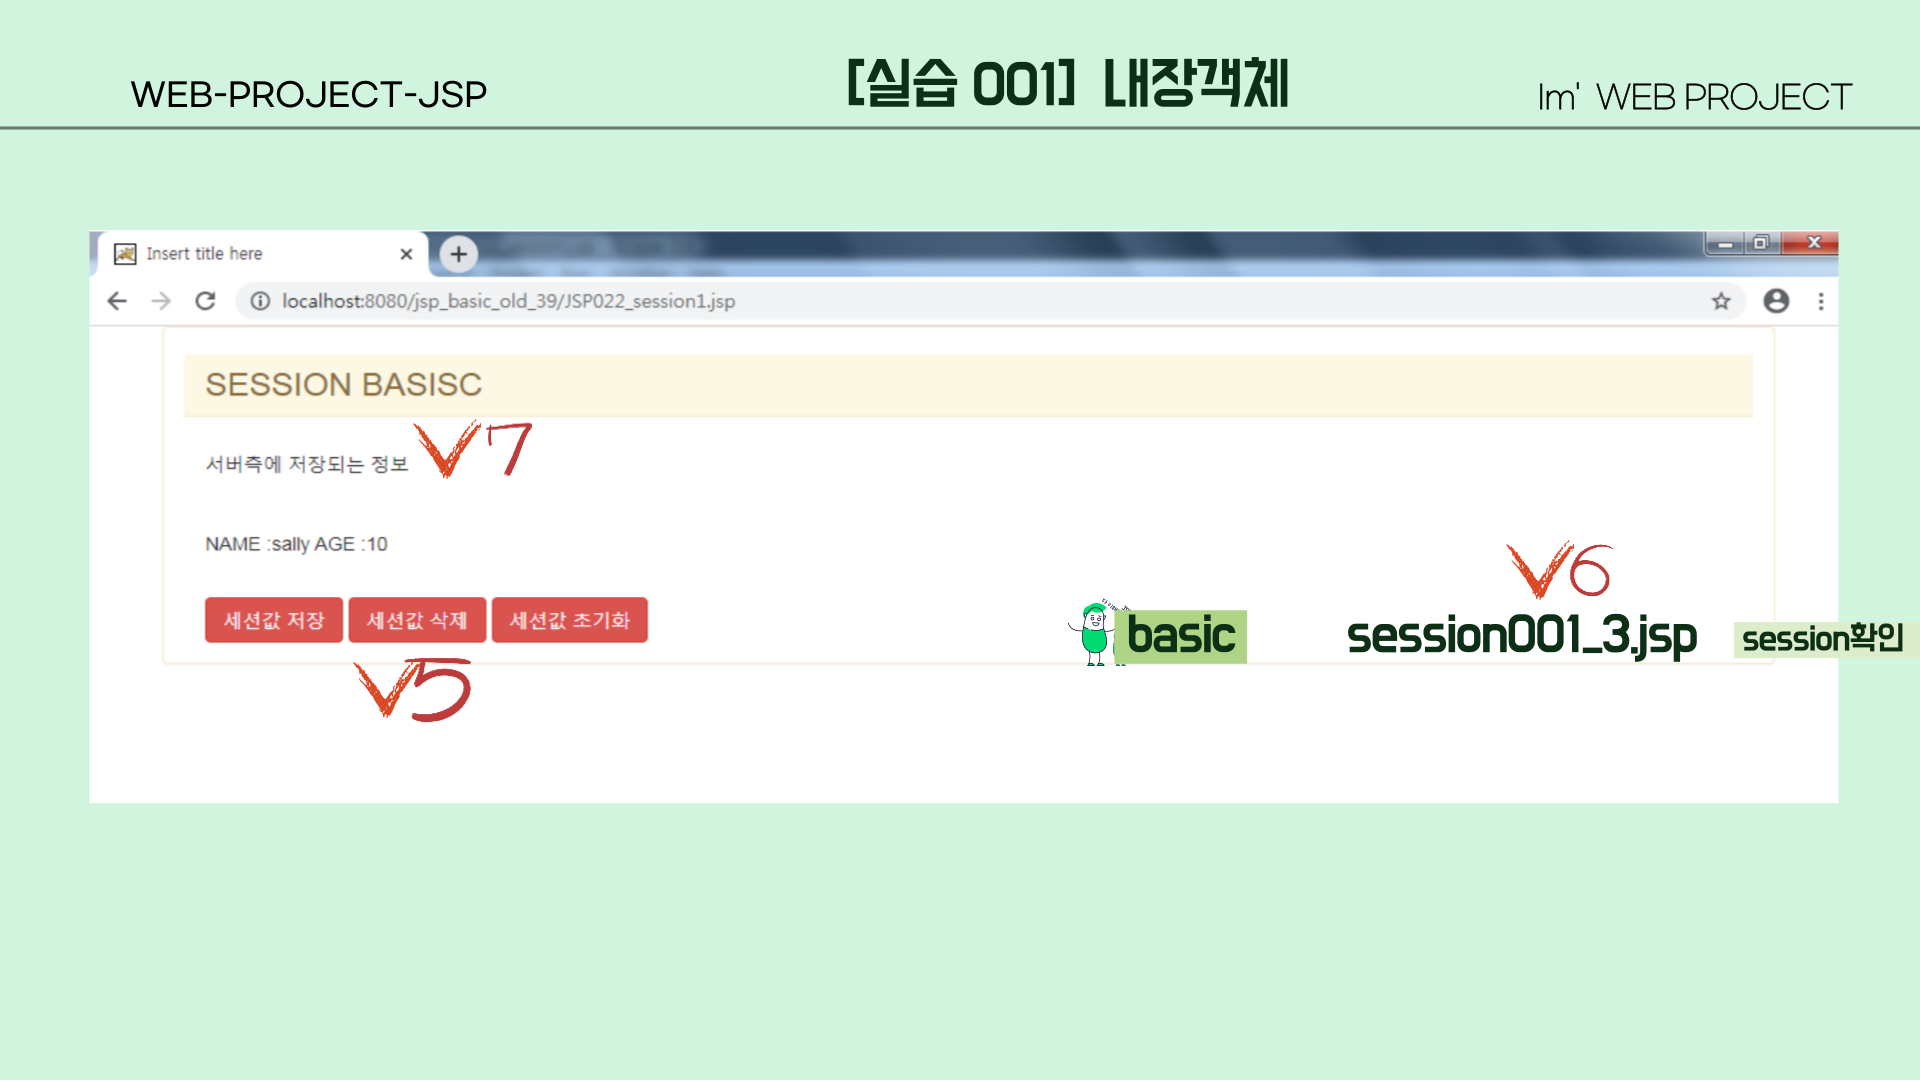 WEB-PROJECT-JSP
[실습 001] 내장객체
Im' WEB PROJECT
Insert title here
localhost:8080/jsp_basic_old_39/JSP022_session1.jsp
SESSION BASISC
서버측에 저장되는 정보
V7
NAME :sally AGE :10
V6
세션값 저장 세션값 삭제 세션값 초기화
basic
session001_3.jsp
session확인
V5